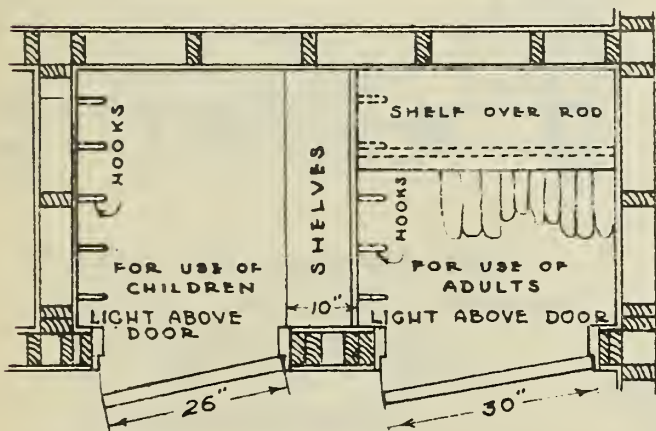 HOOKS
FOR USE OF
CHILDREN
LIGHT ABOVE
DOOR
26"
SHELVES
10"
SHELF OVER ROD
HOOKS
FOR USE OF
ADULTS
LIGHT ABOVE DOOR
30"